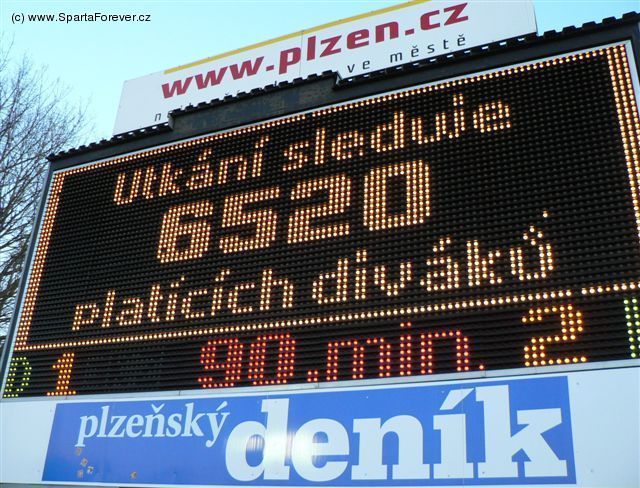 (c) www.SpartaForever.cz
www.plzen.cz
ve městě
Utkání sleduje
6520
platících diváků
1 90.min. 2
plzeňský deník